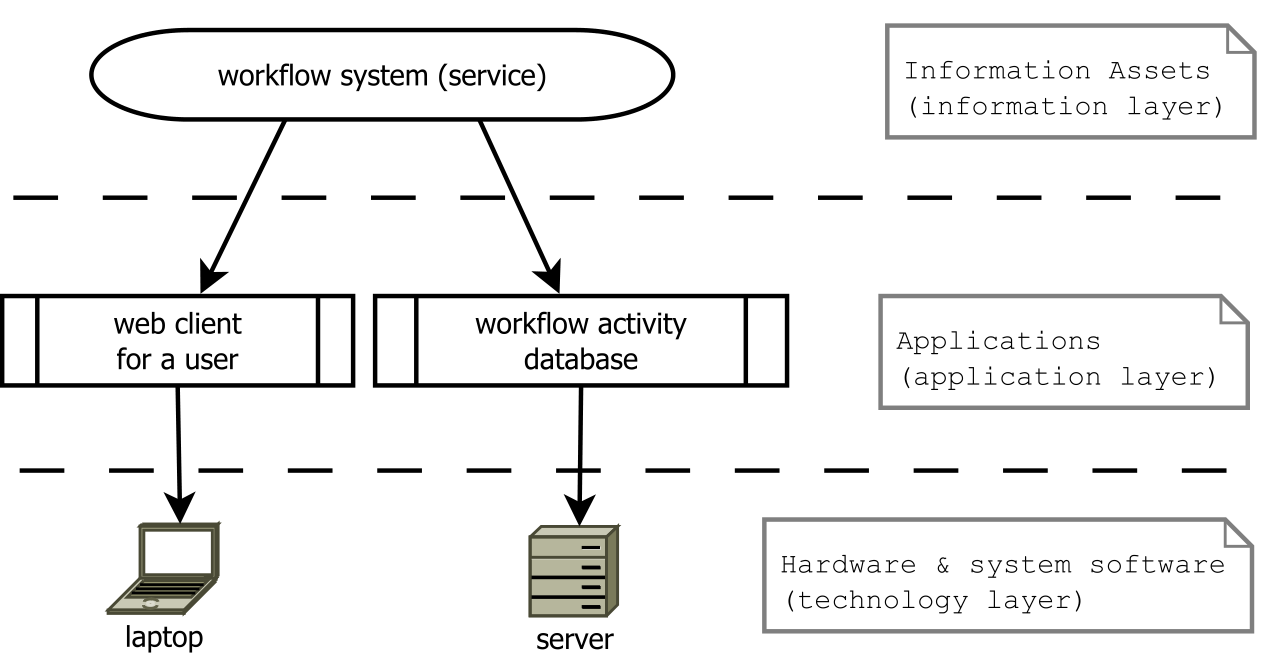 workflow system (service)
Information Assets
(information layer)
web client
for a user
workflow activity
database
Applications
(application layer)
laptop
server
Hardware & system software
(technology layer)